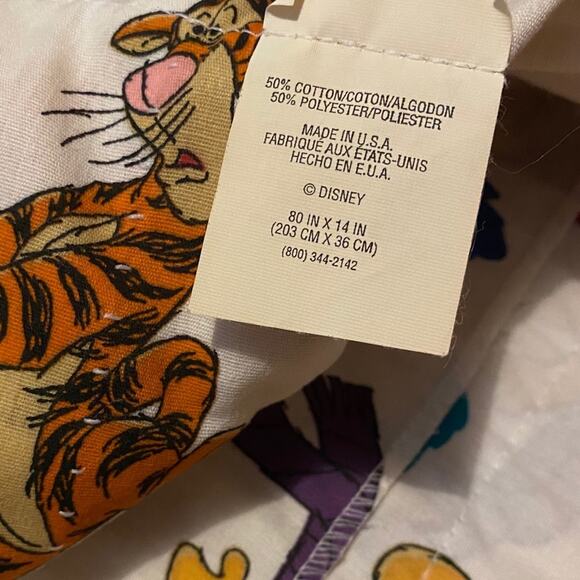 50% COTTON/COTON/ALGODON
50% POLYESTER/POLIESTER
MADE IN U.S.A.
FABRIQUÉ AUX ÉTATS-UNIS
HECHO EN E.U.A.
© DISNEY
80 IN X 14 IN
(203 CM X 36 CM)
(800) 344-2142